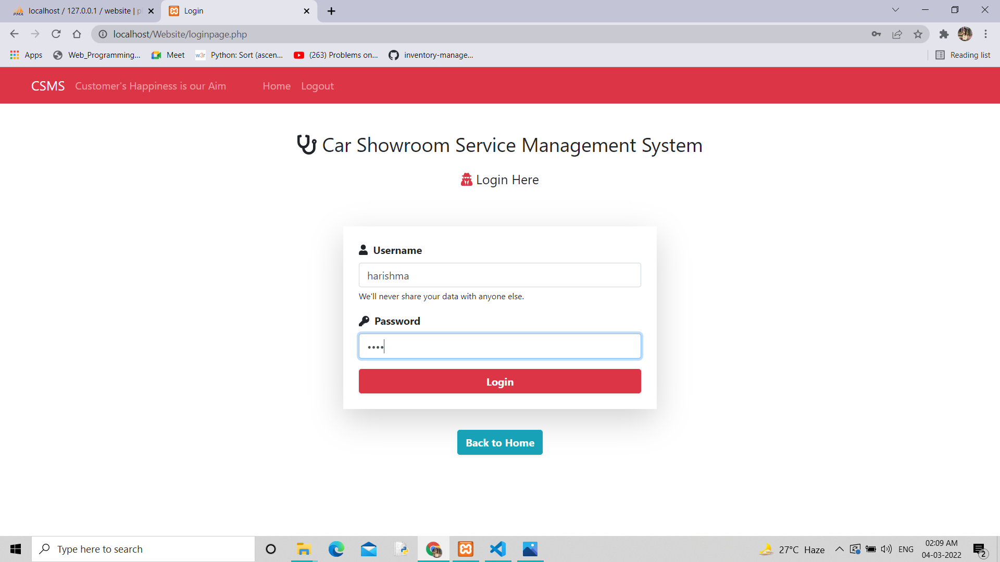 localhost / 127.0.0.1 / website | p
Login
localhost/Website/loginpage.php
Apps
Web_Programming...
Meet
w3r
Python: Sort (ascen...
(263) Problems on...
inventory-manage...
Reading list
CSMS
Customer's Happiness is our Aim
Home
Logout
Car Showroom Service Management System
Login Here
Username
harishma
We'll never share your data with anyone else.
Password
••••
Login
Back to Home
Type here to search
27°C Haze
ENG
02:09 AM
04-03-2022
2